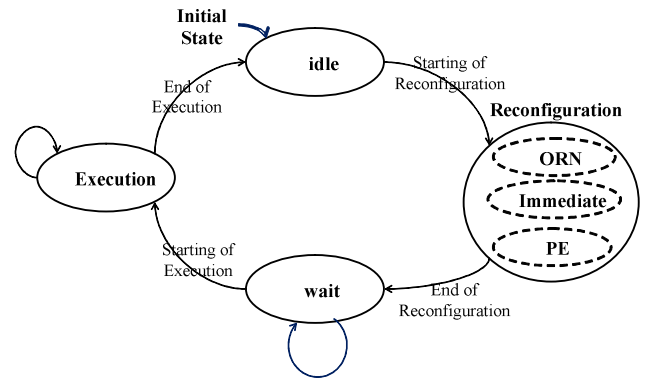 Initial
State
idle
Starting of
Reconfiguration
End of
Execution
Reconfiguration
ORN
Immediate
PE
Execution
Starting of
Execution
wait
End of
Reconfiguration